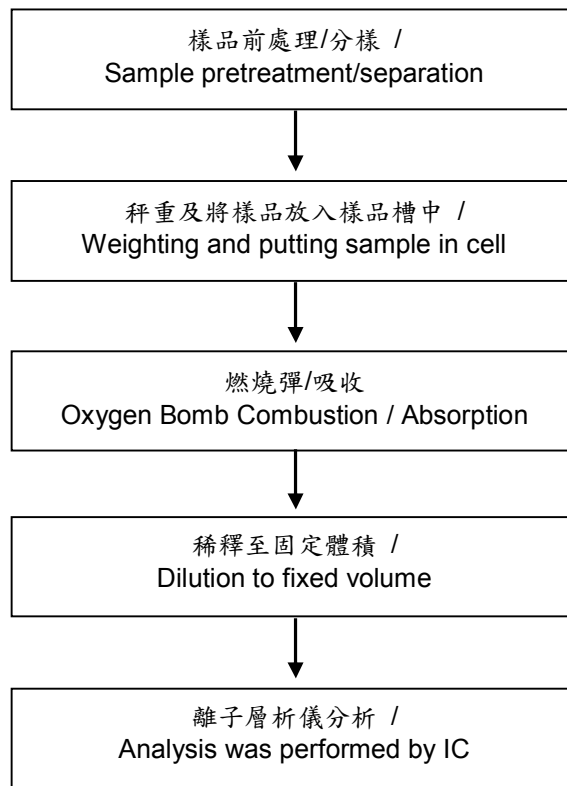 樣品前處理/分樣 /
Sample pretreatment/separation
秤重及將樣品放入樣品槽中 /
Weighting and putting sample in cell
燃燒彈/吸收
Oxygen Bomb Combustion / Absorption
稀釋至固定體積 /
Dilution to fixed volume
離子層析儀分析 /
Analysis was performed by IC